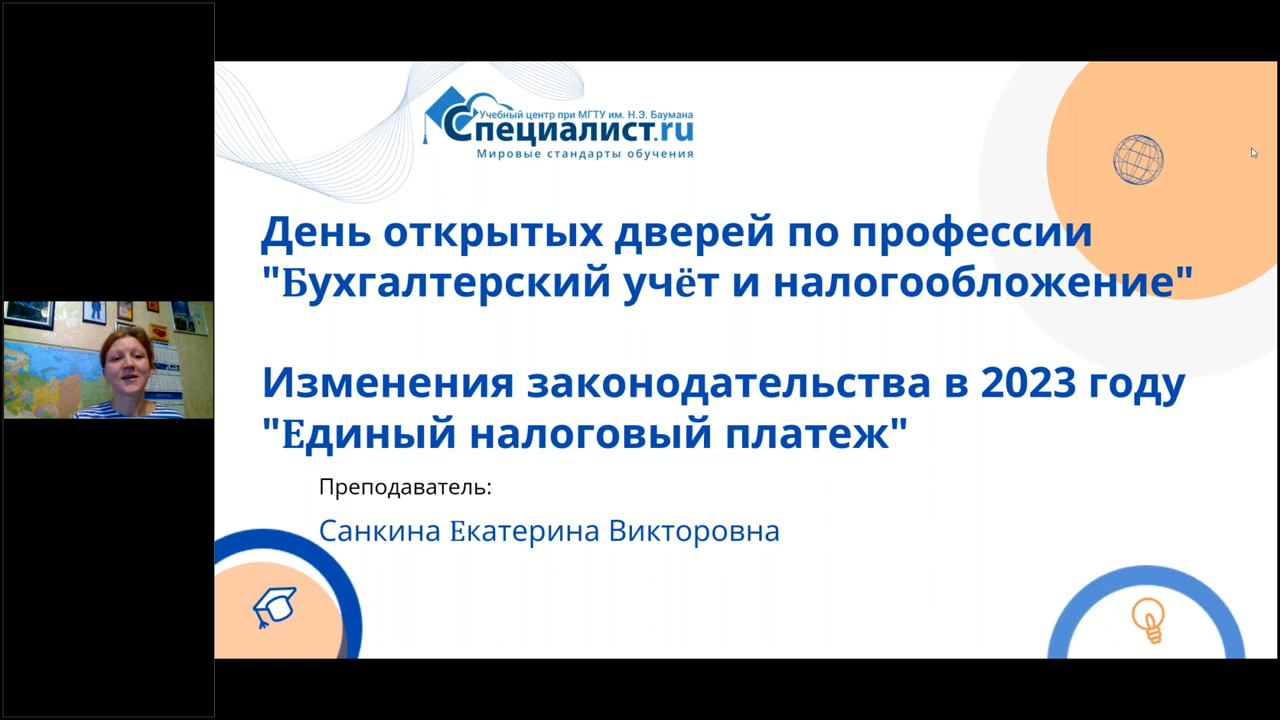 Учебный центр при МГТУ им. Н.Э. Баумана
Специалист.ru
Мировые стандарты обучения
День открытых дверей по профессии
"Бухгалтерский учёт и налогообложение"
Изменения законодательства в 2023 году
"Единый налоговый платеж"
Преподаватель:
Санкина Екатерина Викторовна